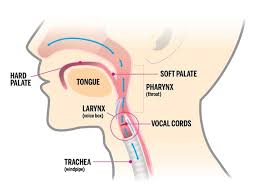 HARD
PALATE
TONGUE
SOFT PALATE
PHARYNX
(throat)
LARYNX
(voice box)
VOCAL CORDS
TRACHEA
(windpipe)